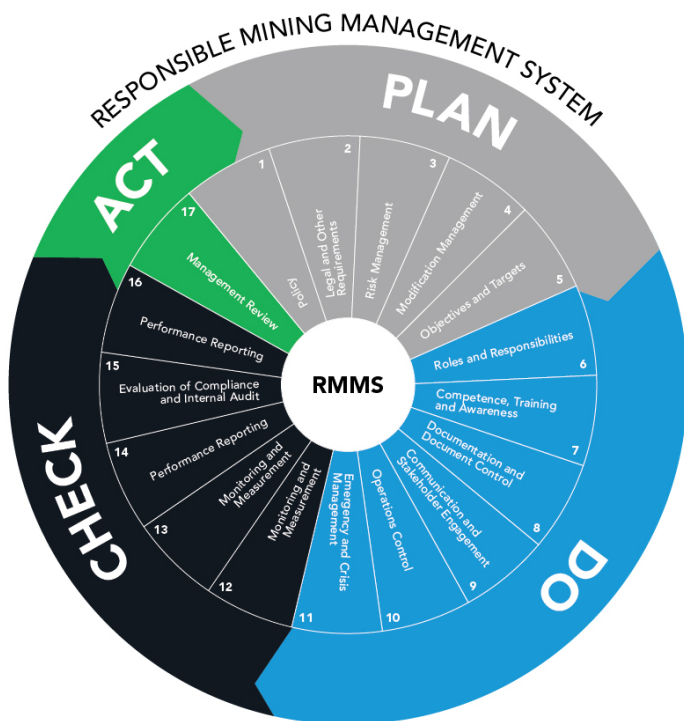 RESPONSIBLE MINING MANAGEMENT SYSTEM
PLAN
1
Policy
2
Legal and Other
Requirements
3
Risk Management
4
Modification Management
5
Objectives and Targets
DO
6
Roles and Responsibilities
7
Competence, Training
and Awareness
8
Documentation and
Document Control
9
Communication and
Stakeholder Engagement
10
Operations Control
11
Emergency and Crisis
Management
CHECK
12
Monitoring and
Measurement
13
Monitoring and
Measurement
14
Performance Reporting
15
Evaluation of Compliance
and Internal Audit
16
Performance Reporting
ACT
17
Management Review
RMMS